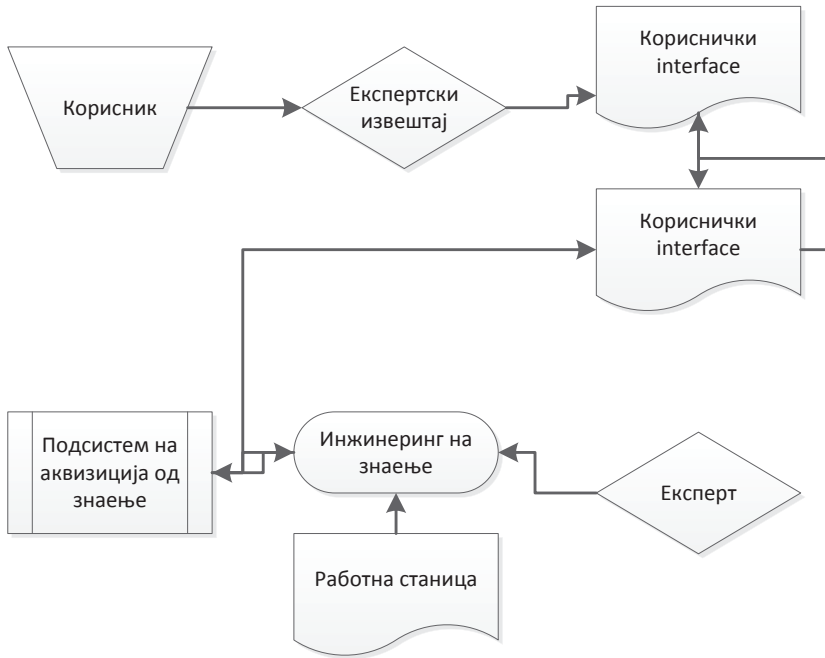 Корисник
Експертски
извештај
Кориснички
interface
Кориснички
interface
Подсистем на
аквизиција од
знаење
Инжинеринг на
знаење
Експерт
Работна станица